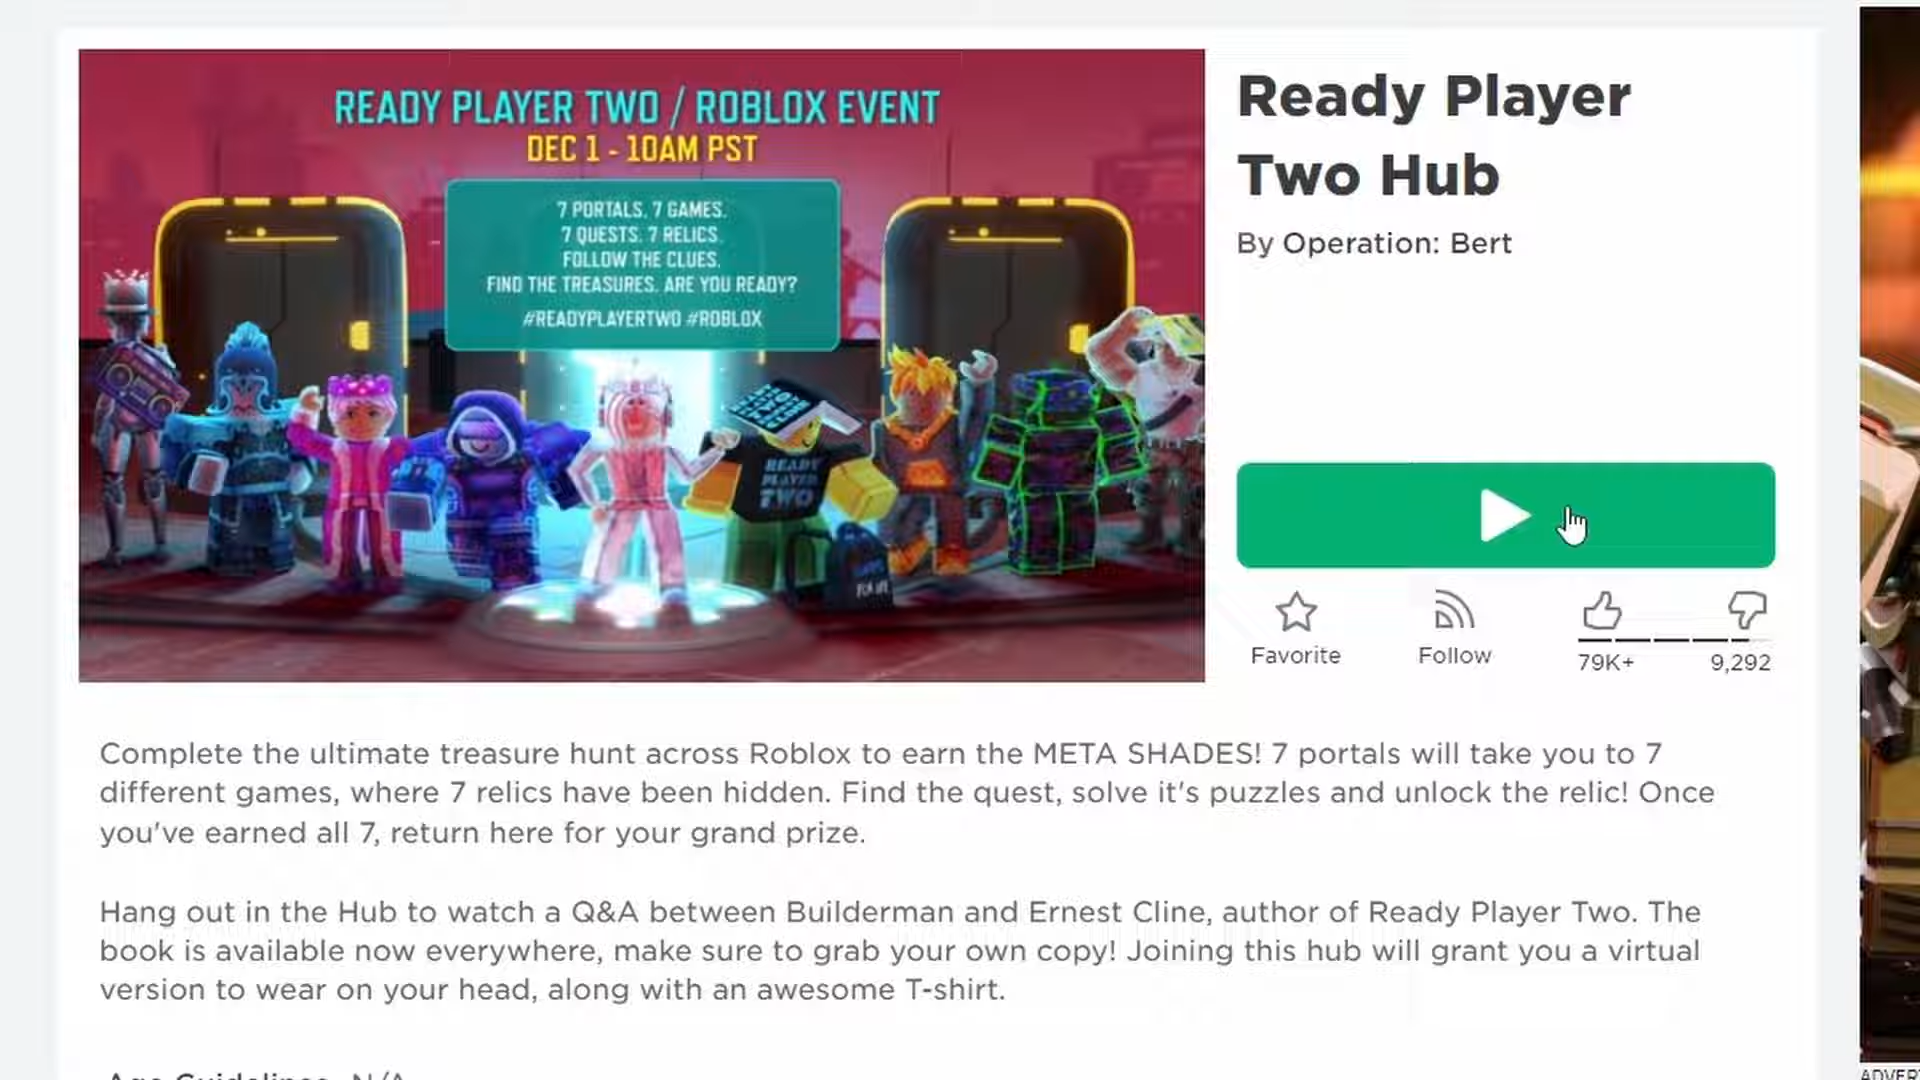 READY PLAYER TWO / ROBLOX EVENT
DEC 1 - 10AM PST
7 PORTALS. 7 GAMES.
7 QUESTS. 7 RELICS.
FOLLOW THE CLUES.
FIND THE TREASURES. ARE YOU READY?
#READYPLAYERTWO #ROBLOX
READY
PLAYER
TWO
Ready Player
Two Hub
By Operation: Bert
Favorite
Follow
79K+
9,292
Complete the ultimate treasure hunt across Roblox to earn the META SHADES! 7 portals will take you to 7
different games, where 7 relics have been hidden. Find the quest, solve it's puzzles and unlock the relic! Once
you've earned all 7, return here for your grand prize.
Hang out in the Hub to watch a Q&A between Builderman and Ernest Cline, author of Ready Player Two. The
book is available now everywhere, make sure to grab your own copy! Joining this hub will grant you a virtual
version to wear on your head, along with an awesome T-shirt.
Age Guidelines N/A